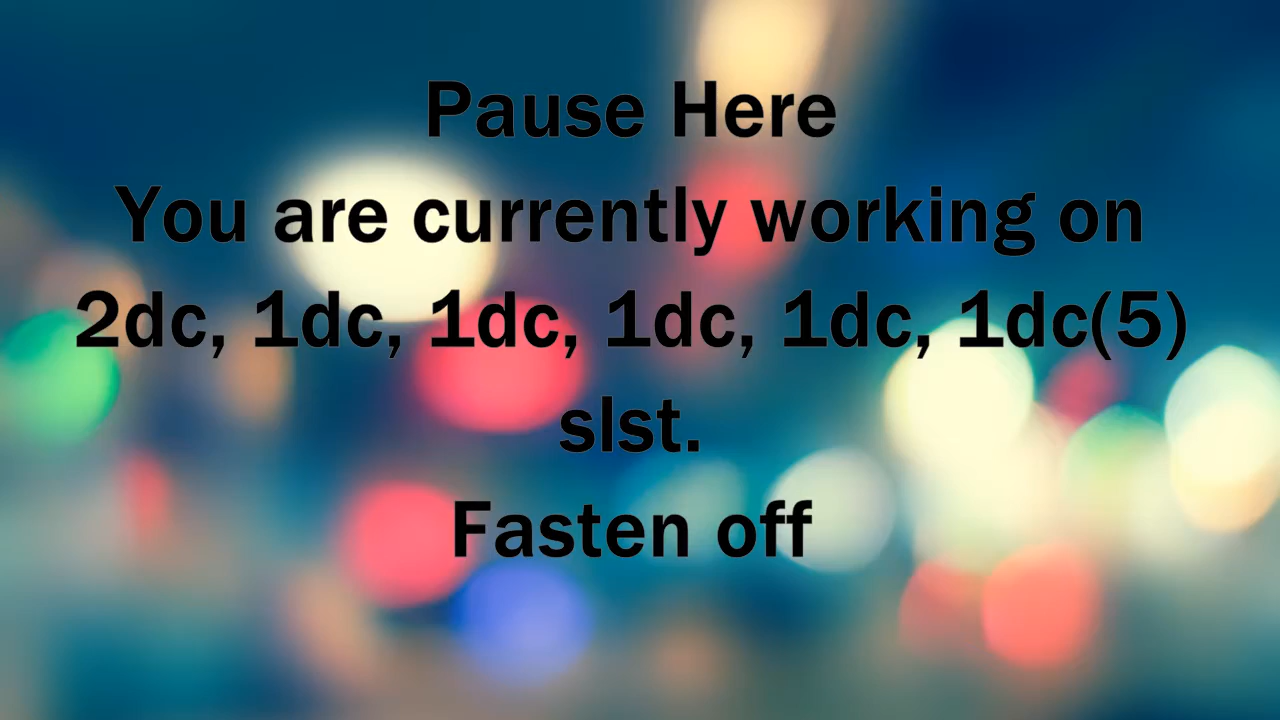 Pause Here
You are currently working on
2dc, 1dc, 1dc, 1dc, 1dc, 1dc(5)
slst.
Fasten off